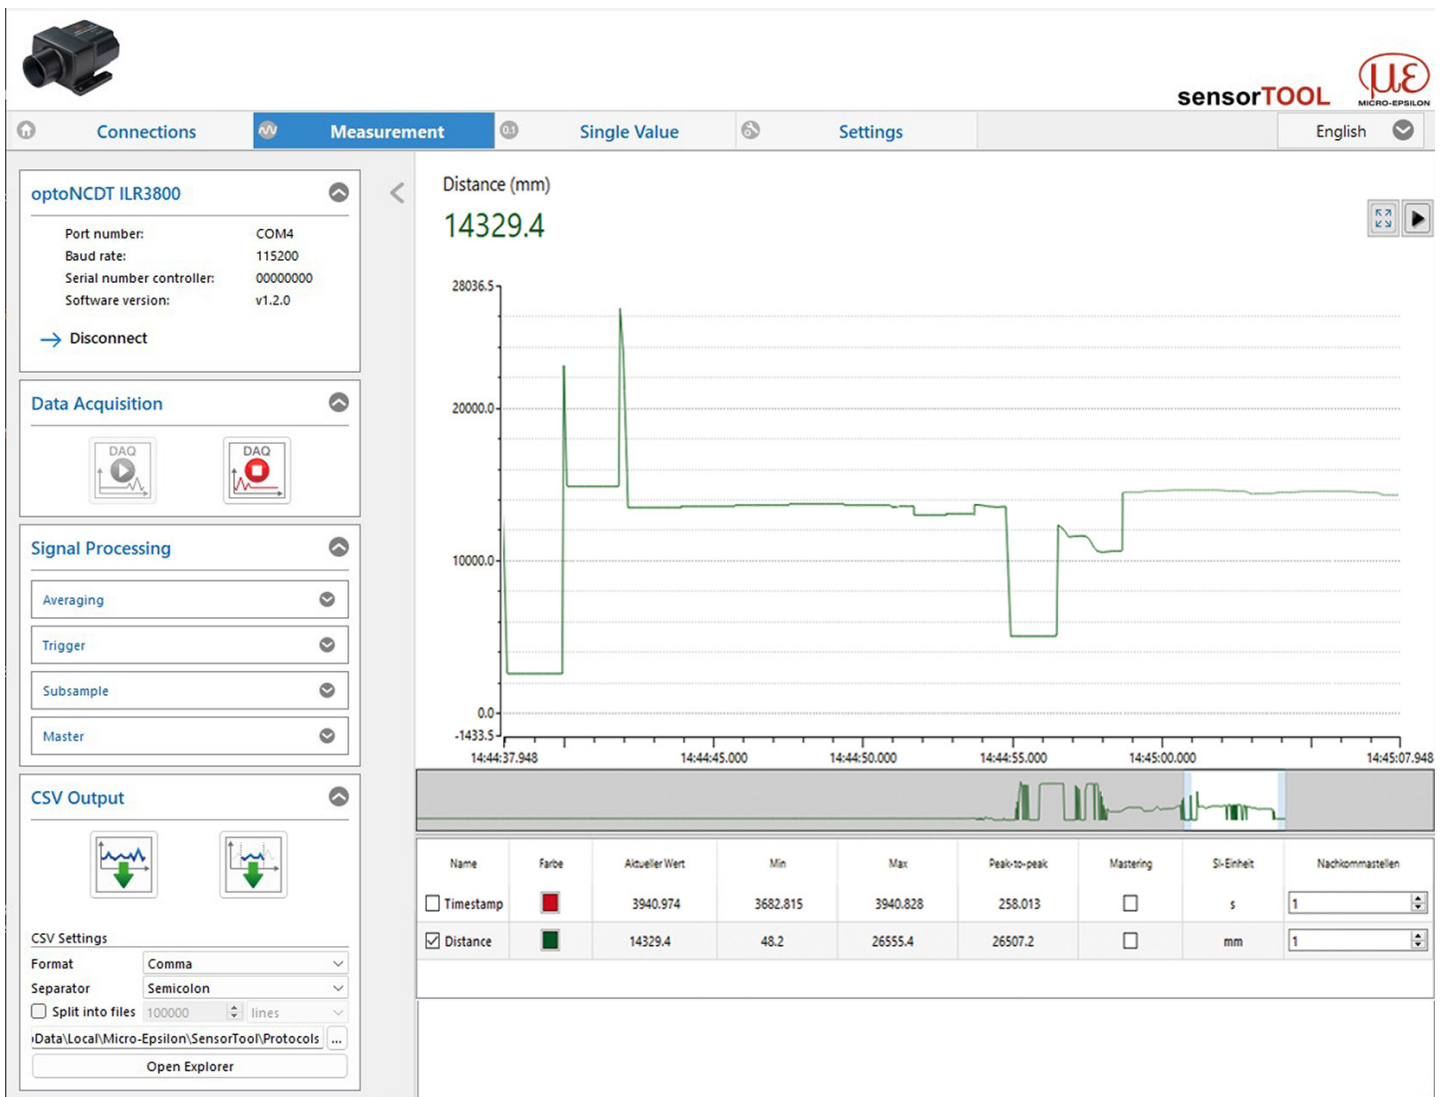 sensorTOOL
με
MICRO-EPSILON
Connections
Measurement
0.1
Single Value
Settings
English
optoNCDT ILR3800
Port number: COM4
Baud rate: 115200
Serial number controller: 00000000
Software version: v1.2.0
Disconnect
Data Acquisition
DAQ DAQ
Signal Processing
Averaging
Trigger
Subsample
Master
CSV Output
CSV Settings
Format Comma
Separator Semicolon
Split into files 100000 lines
Data\Local\Micro-Epsilon\SensorTool\Protocols ...
Open Explorer
Distance (mm)
14329.4
28036.5
20000.0
10000.0
0.0
-1433.5
14:44:37.948 14:44:45.000 14:44:50.000 14:44:55.000 14:45:00.000 14:45:07.948
Name Farbe Aktueller Wert Min Max Peak-to-peak Mastering SI-Einheit Nachkommastellen
Timestamp 3940.974 3682.815 3940.828 258.013 s 1
Distance 14329.4 48.2 26555.4 26507.2 mm 1